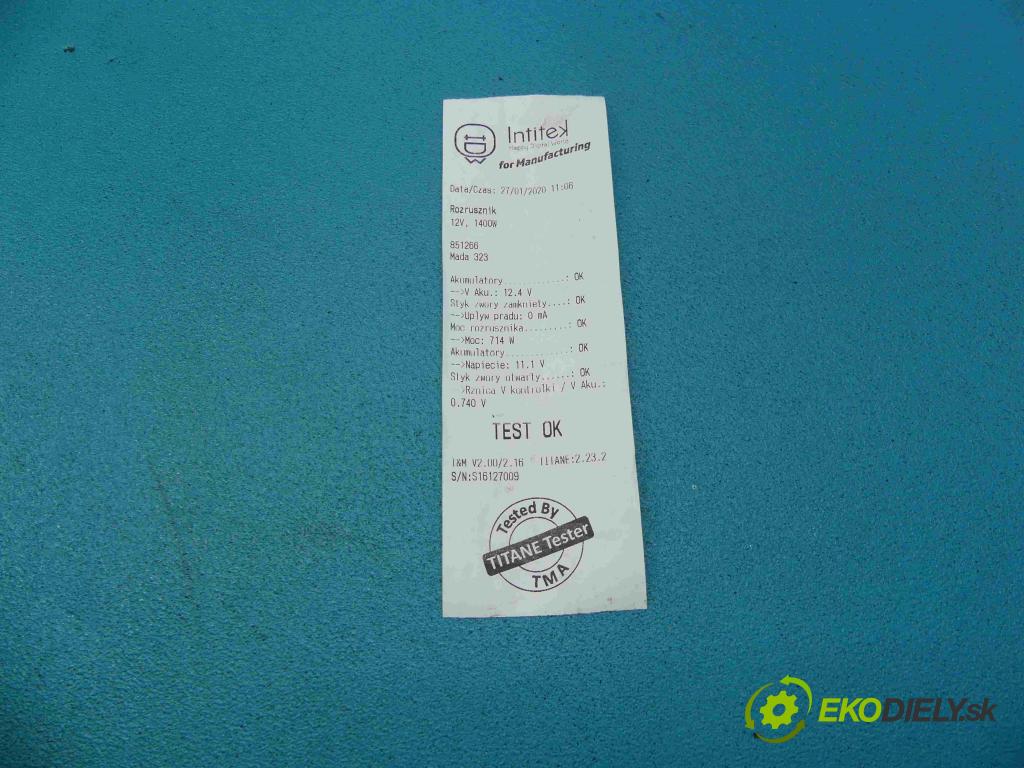 Intitek
Happy Digital World
for Manufacturing
Data/Czas: 27/01/2020 11:06
Rozrusznik
12V, 1400W
851266
Mada 323
Akumulatory.............: OK
-->V Aku.: 12.4 V
Styk zwory zamkniety....: OK
-->Uplyw pradu: 0 mA
Moc rozrusznika.........: OK
-->Moc: 714 W
Akumulatory.............: OK
-->Napiecie: 11.1 V
Styk zwory otwarty......: OK
-->Rznica V kontrolki / V Aku.:
0.740 V
TEST OK
T&M V2.00/2.16 TITANE:2.23.2
S/N:S16127009
Tested By
TITANE Tester
TMA
EKODIELY.sk